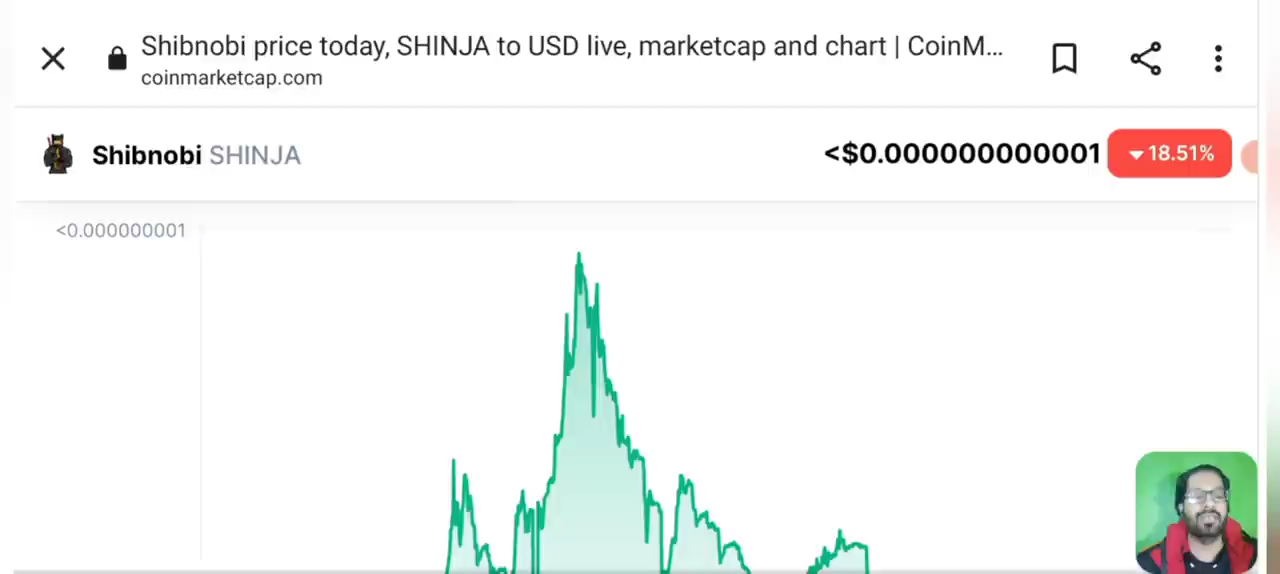 Shibnobi price today, SHINJA to USD live, marketcap and chart | CoinM...
coinmarketcap.com
Shibnobi SHINJA
<$0.000000000001 18.51%
<0.000000001